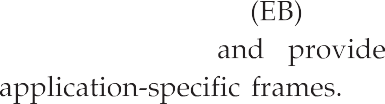 (EB)
and provide
application-specific frames.